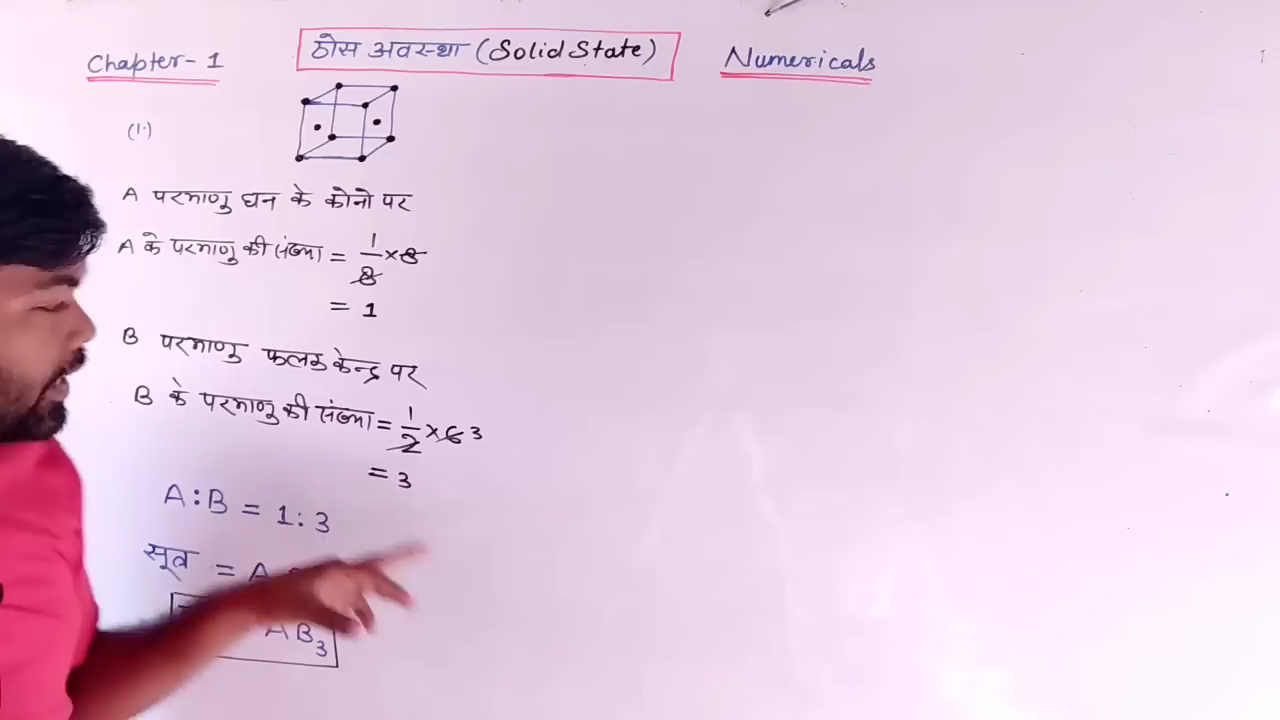 Chapter-1 ठोस अवस्था (Solid State) Numericals
(1.)
A परमाणु घन के कोनो पर
A के परमाणु की संख्या = 1/8 × 8
= 1
B परमाणु फलक केन्द्र पर
B के परमाणु की संख्या = 1/2 × 6 3
= 3
A:B = 1:3
सूत्र = A
AB₃